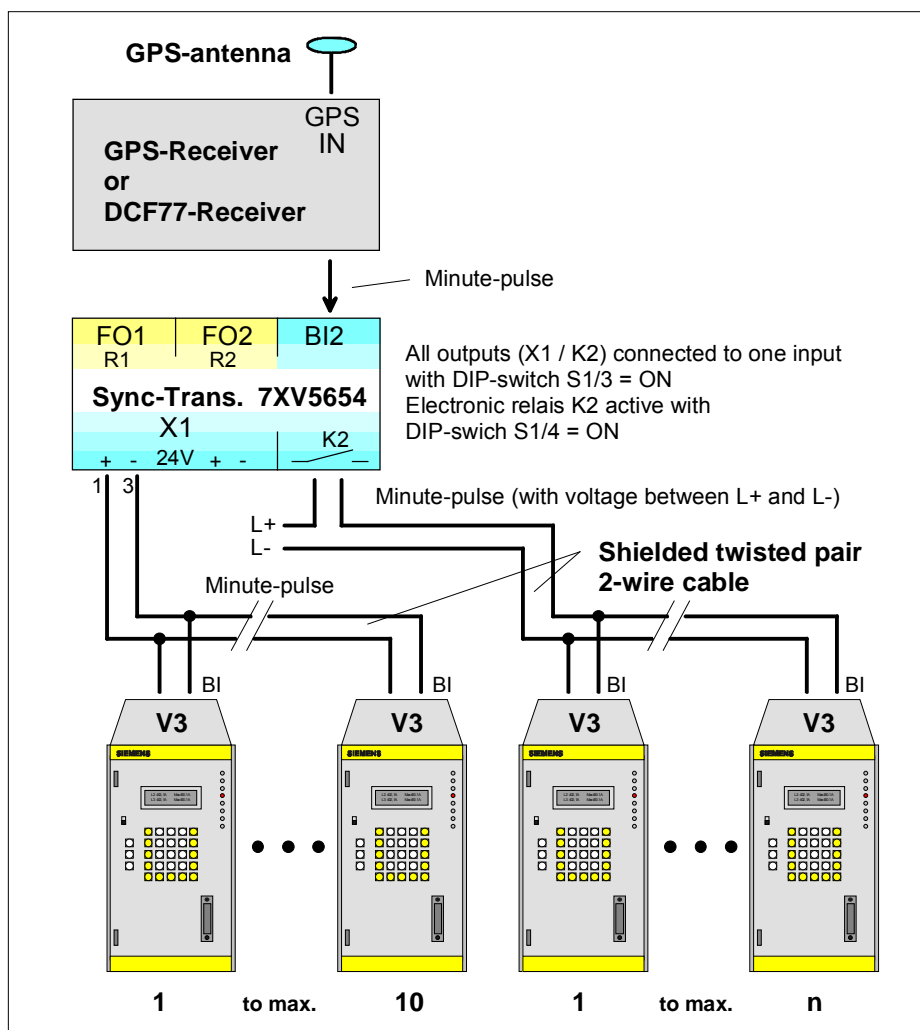 GPS-antenna
GPS
IN
GPS-Receiver
or
DCF77-Receiver
Minute-pulse
FO1 FO2 BI2
R1 R2
Sync-Trans. 7XV5654
X1
K2
+ - 24V + -
1 3
All outputs (X1 / K2) connected to one input
with DIP-switch S1/3 = ON
Electronic relais K2 active with
DIP-swich S1/4 = ON
Minute-pulse (with voltage between L+ and L-)
L+
L-
Shielded twisted pair
2-wire cable
Minute-pulse
BI BI BI BI
V3 V3 V3 V3
SIEMENS SIEMENS SIEMENS SIEMENS
1 to max. 10 1 to max. n